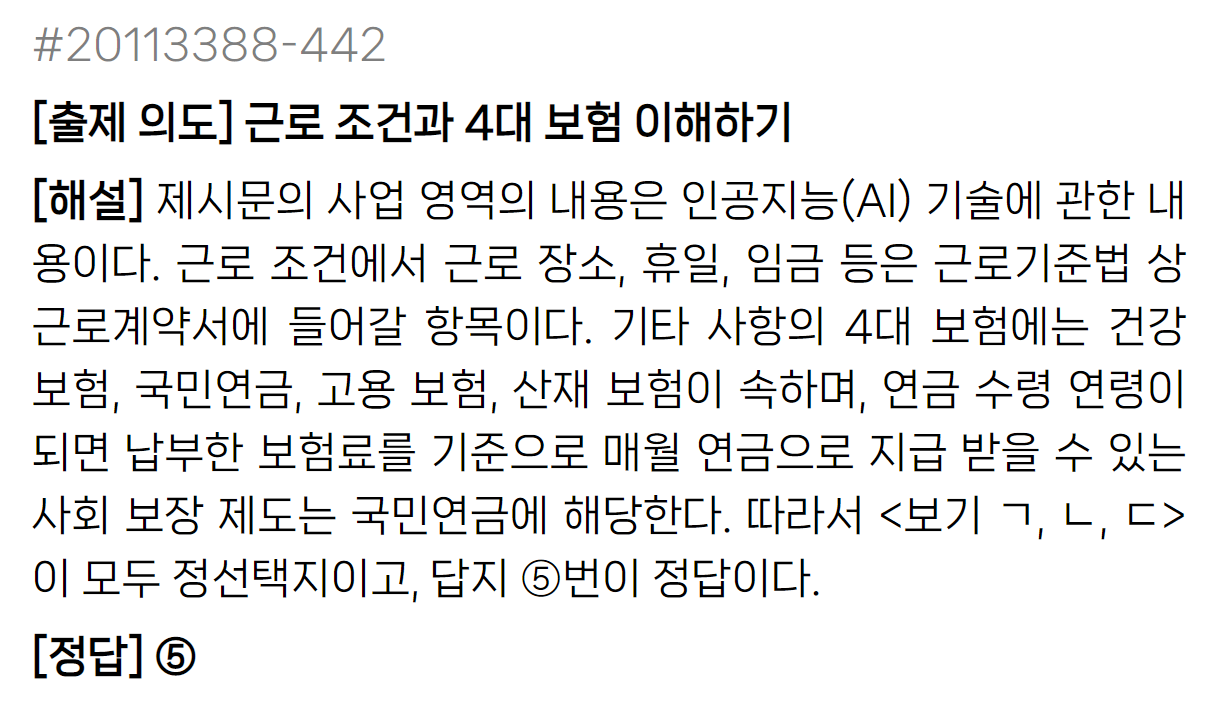 #20113388-442
[출제 의도] 근로 조건과 4대 보험 이해하기
[해설] 제시문의 사업 영역의 내용은 인공지능(AI) 기술에 관한 내
용이다. 근로 조건에서 근로 장소, 휴일, 임금 등은 근로기준법 상
근로계약서에 들어갈 항목이다. 기타 사항의 4대 보험에는 건강
보험, 국민연금, 고용 보험, 산재 보험이 속하며, 연금 수령 연령이
되면 납부한 보험료를 기준으로 매월 연금으로 지급 받을 수 있는
사회 보장 제도는 국민연금에 해당한다. 따라서 <보기 ㄱ, ㄴ, ㄷ>
이 모두 정선택지이고, 답지 ⑤번이 정답이다.
[정답] ⑤